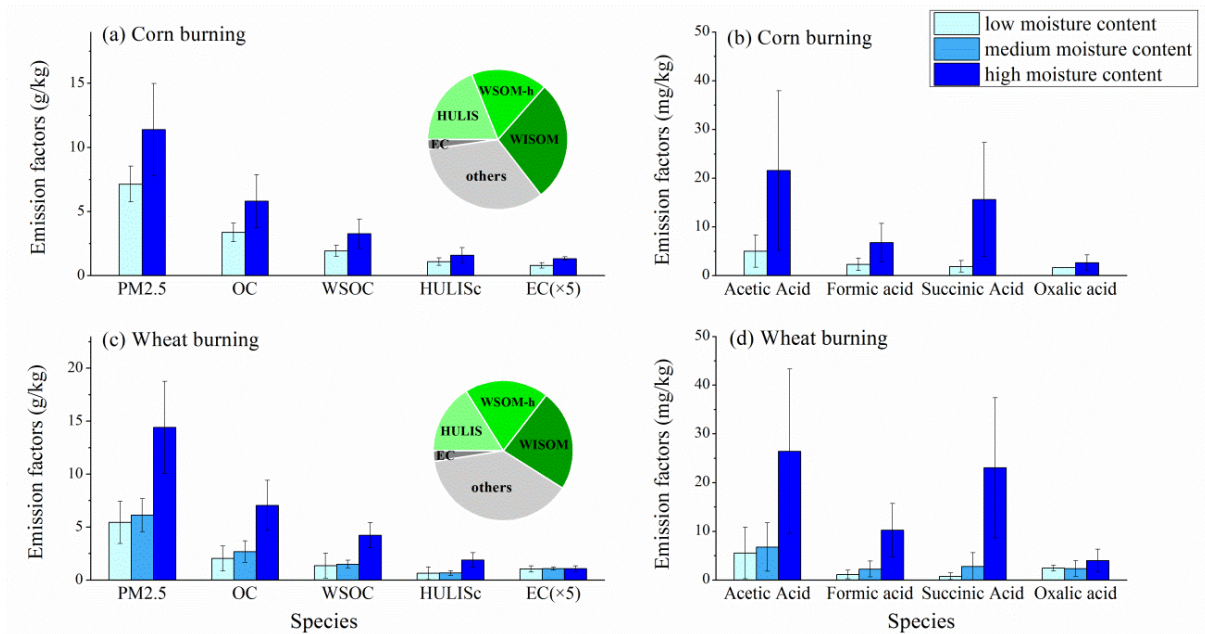 (a) Corn burning
Emission factors (g/kg)
15
10
5
0
PM2.5 OC WSOC HULISc EC(×5)
WSOM-h
HULIS
WISOM
EC
others
(b) Corn burning
low moisture content
medium moisture content
high moisture content
Emission factors (mg/kg)
50
40
30
20
10
0
Acetic Acid Formic acid Succinic Acid Oxalic acid
(c) Wheat burning
Emission factors (g/kg)
20
15
10
5
0
PM2.5 OC WSOC HULISc EC(×5)
Species
WSOM-h
HULIS
WISOM
EC
others
(d) Wheat burning
Emission factors (mg/kg)
50
40
30
20
10
0
Acetic Acid Formic acid Succinic Acid Oxalic acid
Species